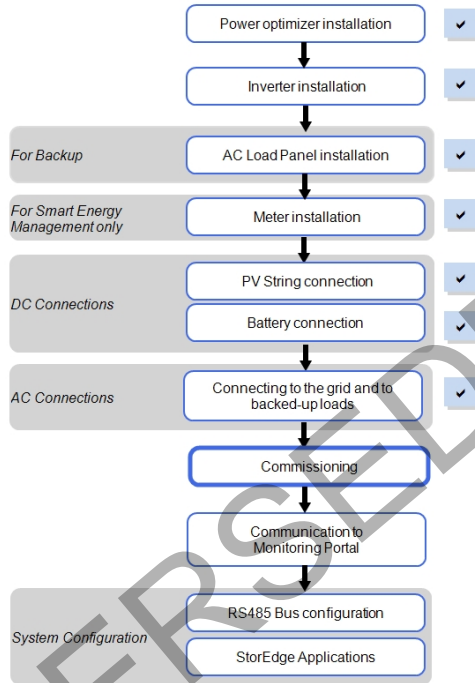 Power optimizer installation
Inverter installation
For Backup
AC Load Panel installation
For Smart Energy
Management only
Meter installation
DC Connections
PV String connection
Battery connection
AC Connections
Connecting to the grid and to
backed-up loads
Commissioning
Communication to
Monitoring Portal
System Configuration
RS485 Bus configuration
StorEdge Applications
ERSED